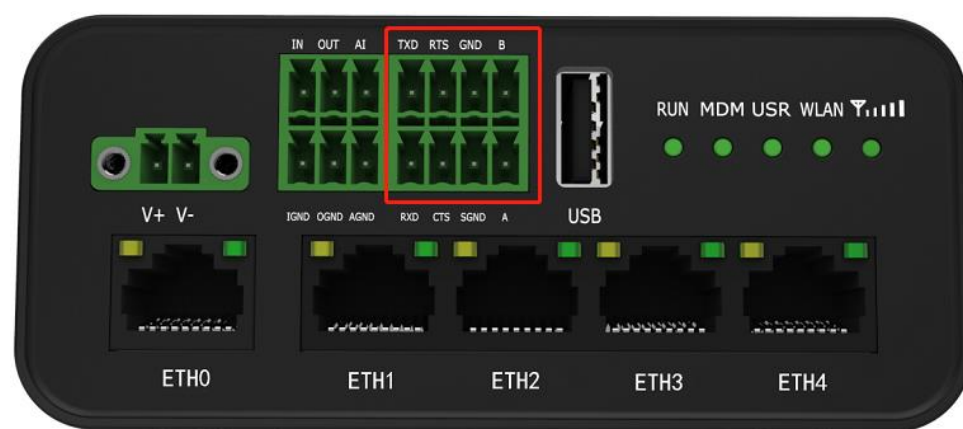 IN OUT AI TXD RTS GND B
RUN MDM USR WLAN
V+ V-
IGND OGND AGND RXD CTS SGND A
USB
ETH0 ETH1 ETH2 ETH3 ETH4